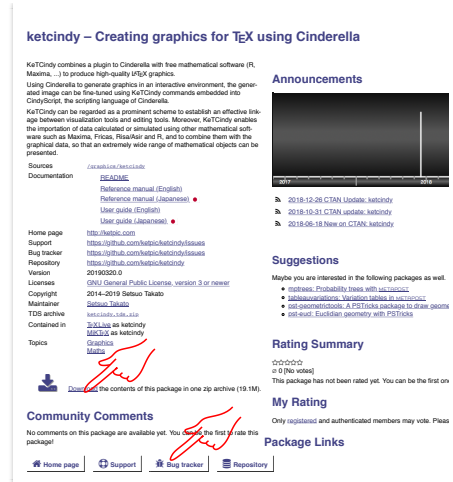 ketcindy – Creating graphics for TEX using Cinderella
KeTCindy combines a plugin to Cinderella with free mathematical software (R,
Maxima, ...) to produce high-quality LATEX graphics.
Using Cinderella to generate graphics in an interactive environment, the gener-
ated image can be fine-tuned using KeTCindy commands embedded into
CindyScript, the scripting language of Cinderella.
KetCindy can be regarded as a prominent scheme to establish an effective link-
age between visualization tools and editing tools. Moreover, KeTCindy enables
the importation of data calculated or simulated using other mathematical soft-
ware such as Maxima, Fricas, Risa/Asir and R, and to combine them with the
graphical data, so that an extremely wide range of mathematical objects can be
presented.
Sources /graphics/ketcindy
Documentation README
Reference manual (English)
Reference manual (Japanese)
User guide (English)
User guide (Japanese)
Home page http://ketpic.com
Support https://github.com/ketpic/ketcindy/issues
Bug tracker https://github.com/ketpic/ketcindy/issues
Repository https://github.com/ketpic/ketcindy
Version 20190320.0
Licenses GNU General Public License, version 3 or newer
Copyright 2014–2019 Setsuo Takato
Maintainer Setsuo Takato
TDS archive ketcindy.tds.zip
Contained in TEXLive as ketcindy
MiKTEX as ketcindy
Topics Graphics
Maths
Download the contents of this package in one zip archive (19.1M).
Community Comments
No comments on this package are available yet. You can be the first to rate this
package!
Home page Support Bug tracker Repository
Announcements
2017 2018
2018-12-26 CTAN Update: ketcindy
2018-10-31 CTAN update: ketcindy
2018-06-18 New on CTAN: ketcindy
Suggestions
Maybe you are interested in the following packages as well.
mptrees: Probability trees with METAPOST
tableauvariations: Variation tables in METAPOST
pst-geometrictools: A PSTricks package to draw geome
pst-eucl: Euclidian geometry with PSTricks
Rating Summary
☆☆☆☆☆
⌀ 0 [No votes]
This package has not been rated yet. You can be the first one
My Rating
Only registered and authenticated members may vote. Pleas
Package Links